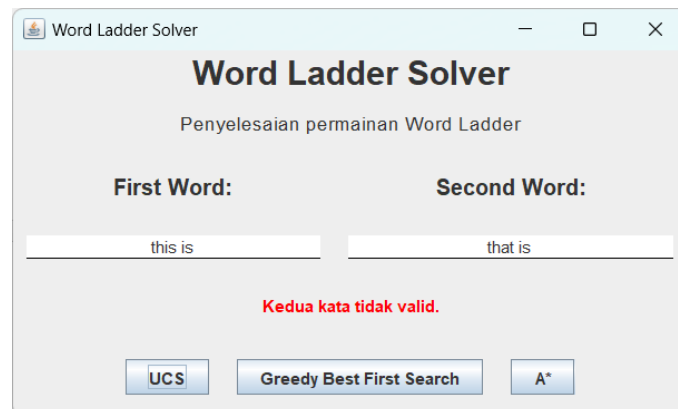 Word Ladder Solver
Word Ladder Solver
Penyelesaian permainan Word Ladder
First Word: Second Word:
this is that is
Kedua kata tidak valid.
UCS Greedy Best First Search A*